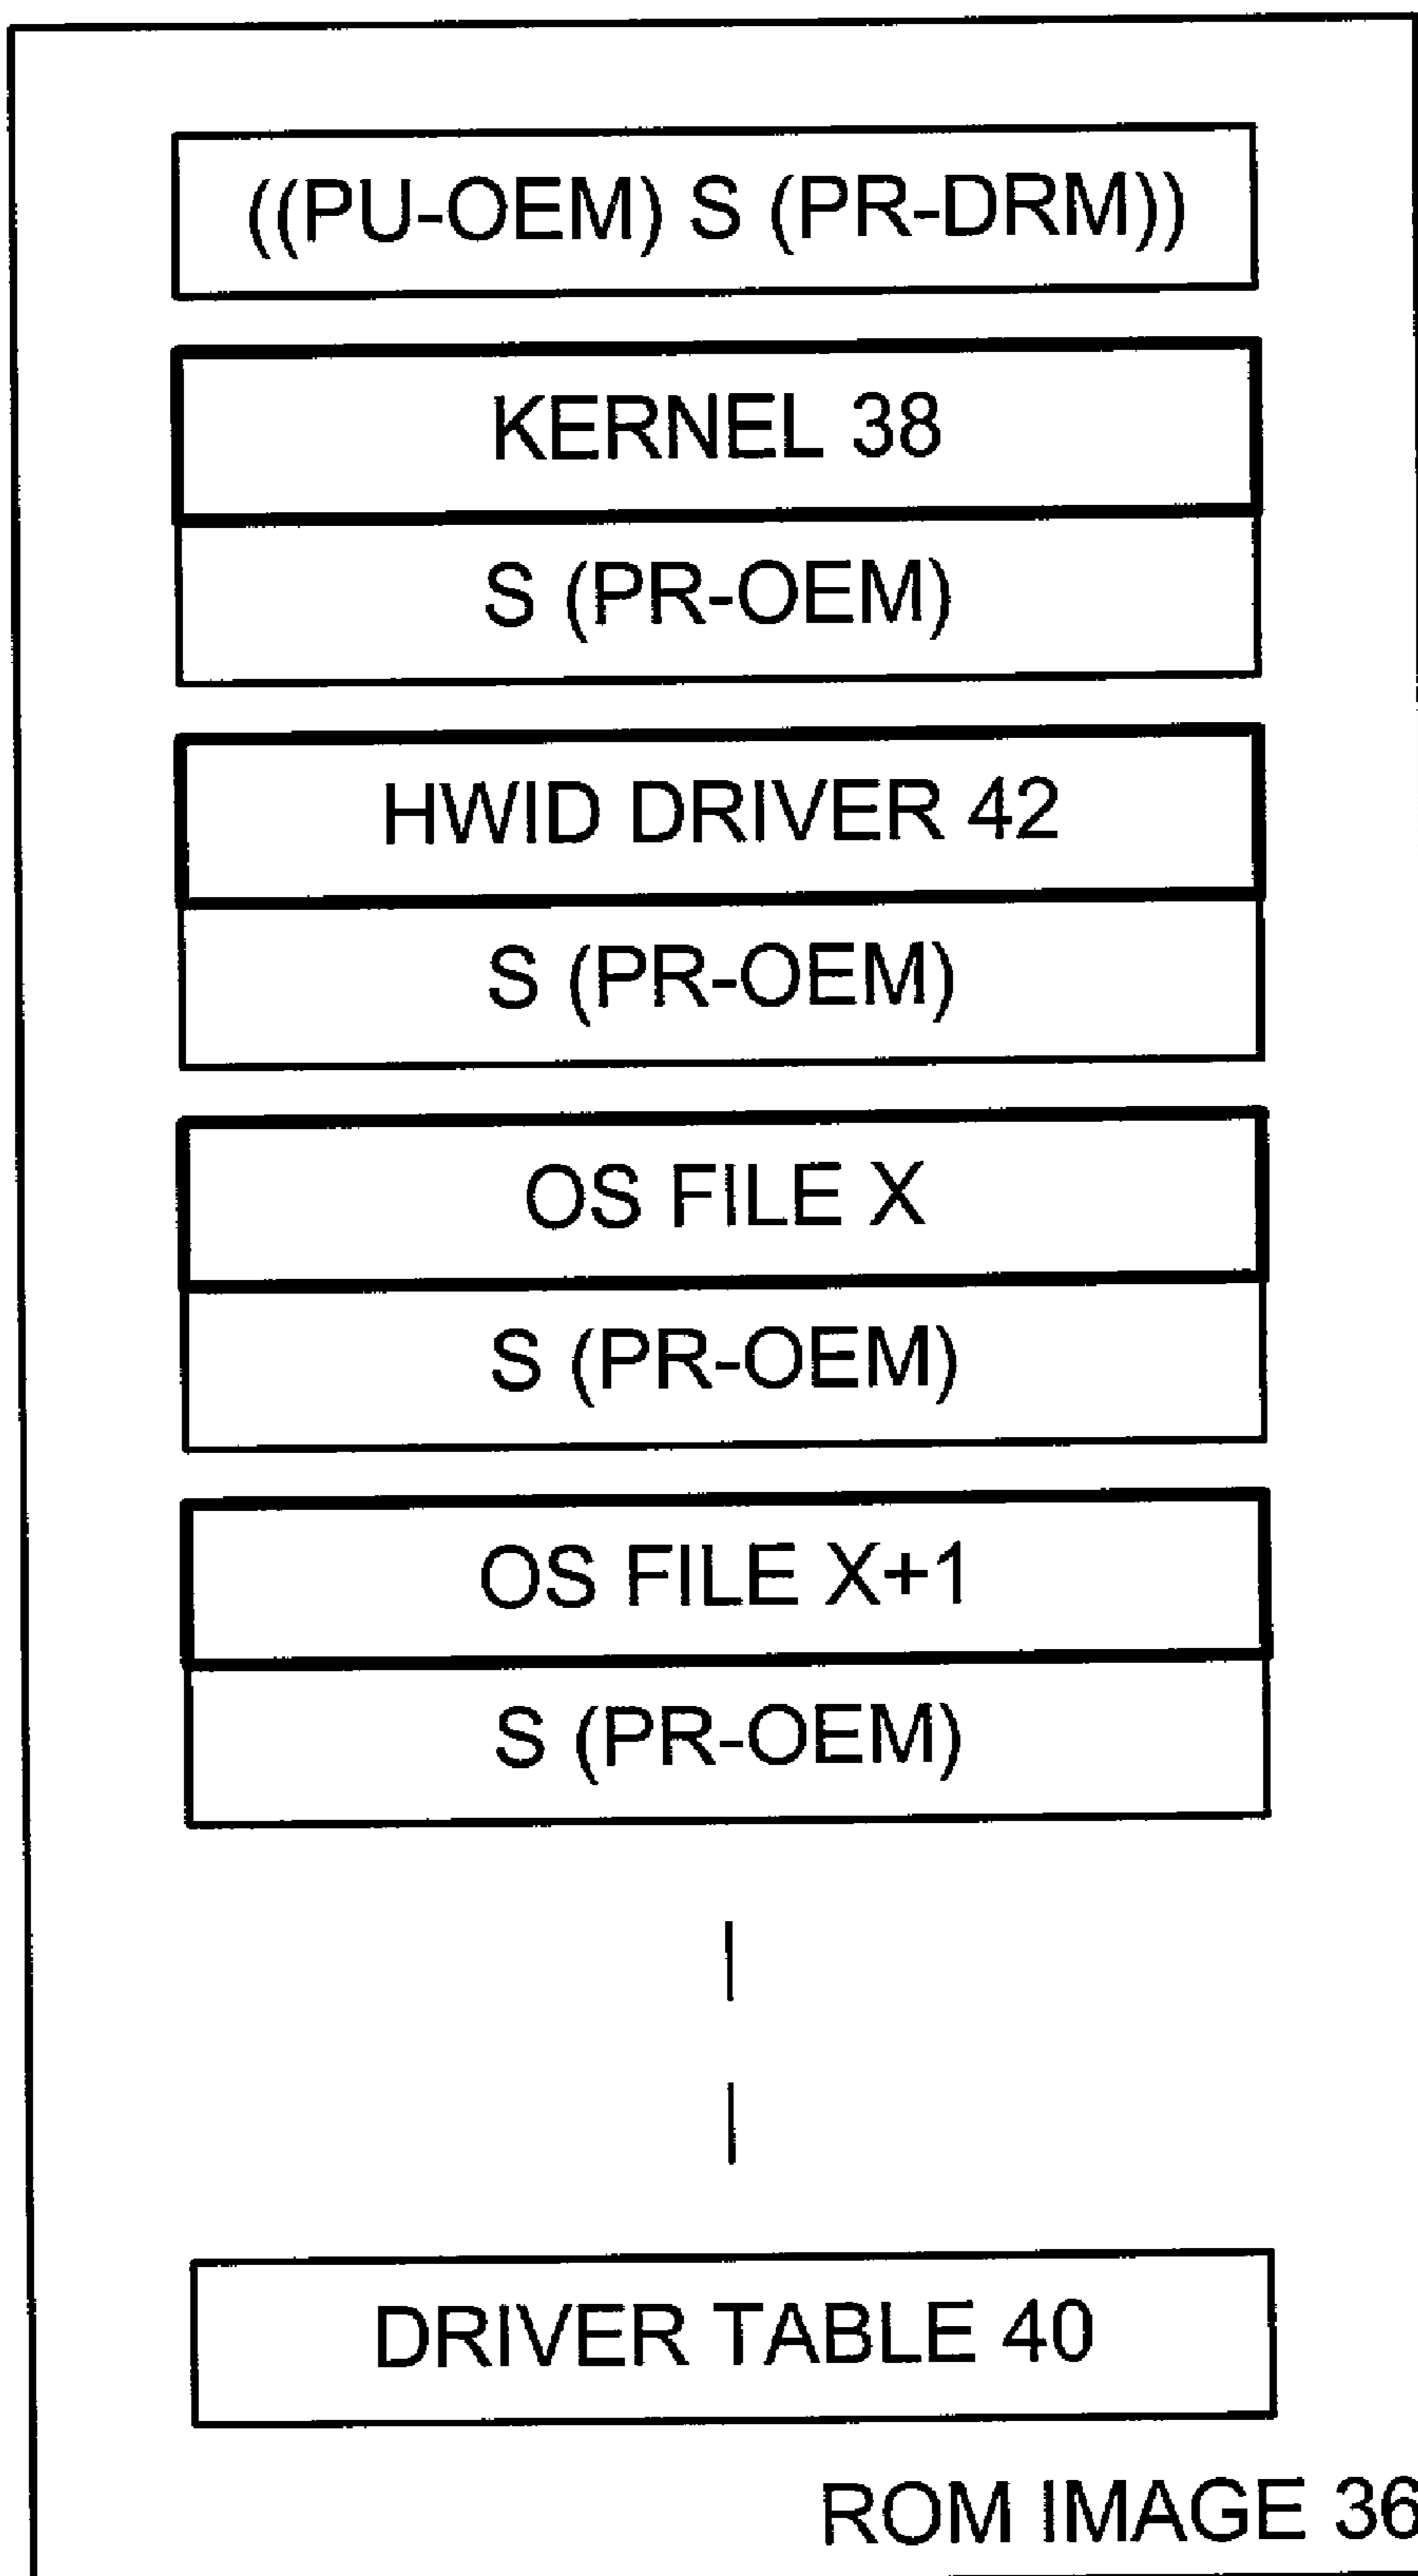 ((PU-OEM) S (PR-DRM))
KERNEL 38
S (PR-OEM)
HWID DRIVER 42
S (PR-OEM)
OS FILE X
S (PR-OEM)
OS FILE X+1
S (PR-OEM)
DRIVER TABLE 40
ROM IMAGE 36